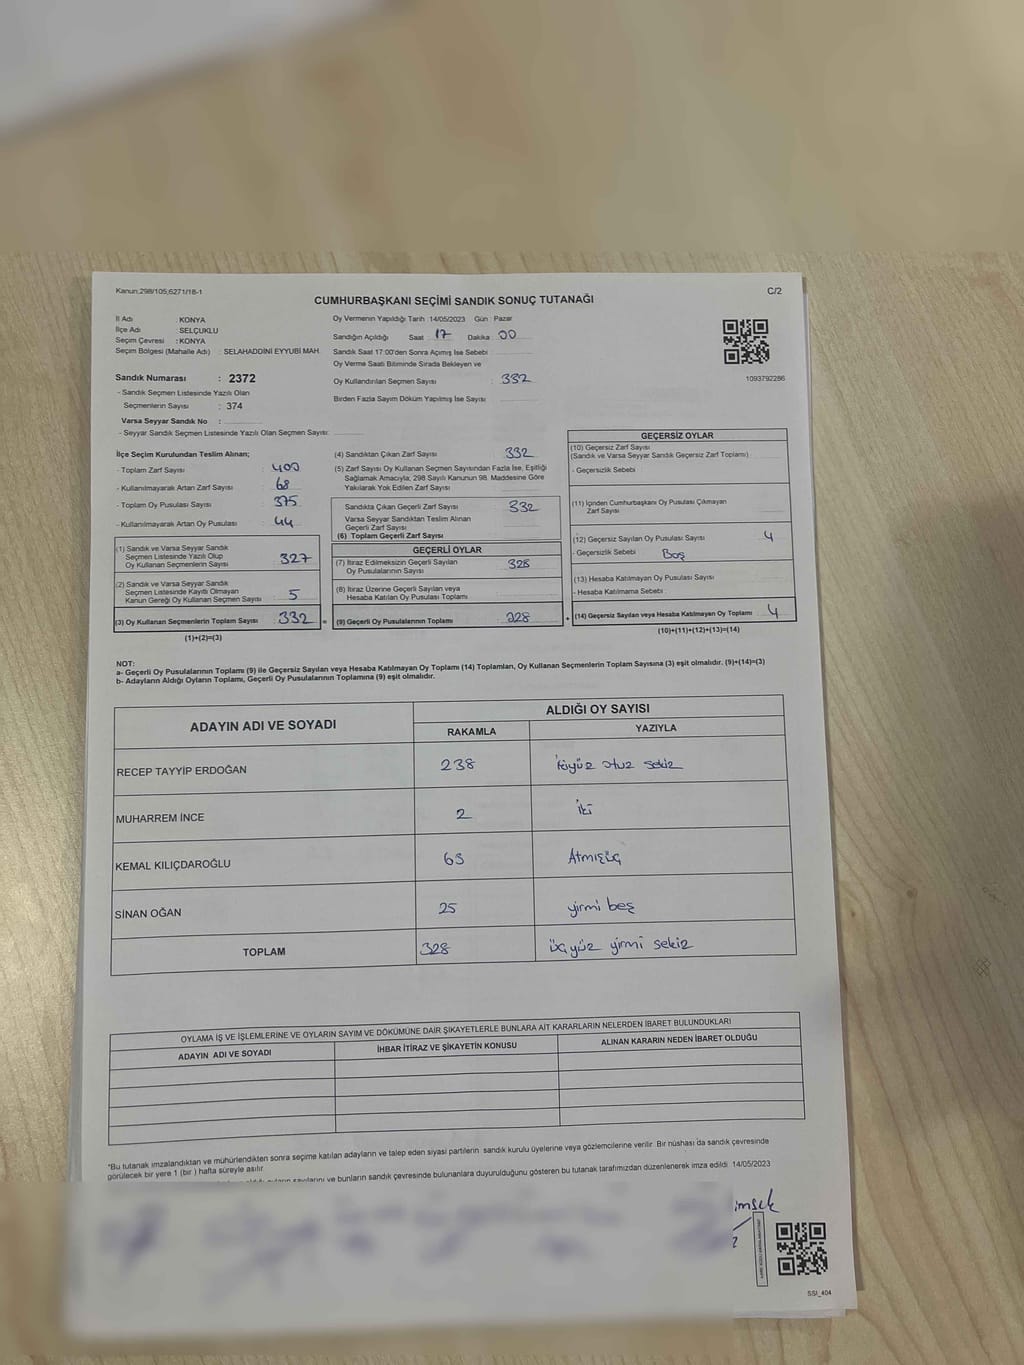 Kanun;298/105;6271/18-1
C/2
CUMHURBAŞKANI SEÇİMİ SANDIK SONUÇ TUTANAĞI
İl Adı : KONYA
İlçe Adı : SELÇUKLU
Seçim Çevresi : KONYA
Seçim Bölgesi (Mahalle Adı) : SELAHADDİNİ EYYUBİ MAH.
Oy Vermenin Yapıldığı Tarih :14/05/2023 Gün : Pazar
Sandığın Açıldığı Saat 17 Dakika 00
Sandık Saat 17:00'den Sonra Açımış İse Sebebi
Oy Verme Saati Bitiminde Sırada Bekleyen ve
Oy Kullandırılan Seçmen Sayısı : 332
Birden Fazla Sayım Döküm Yapılmış İse Sayısı
1093792286
Sandık Numarası : 2372
- Sandık Seçmen Listesinde Yazılı Olan
Seçmenlerin Sayısı : 374
Varsa Seyyar Sandık No :
- Seyyar Sandık Seçmen Listesinde Yazılı Olan Seçmen Sayısı:
İlçe Seçim Kurulundan Teslim Alınan;
- Toplam Zarf Sayısı : 400
- Kullanılmayarak Artan Zarf Sayısı : 68
- Toplam Oy Pusulası Sayısı : 375
- Kullanılmayarak Artan Oy Pusulası : 44
(1) Sandık ve Varsa Seyyar Sandık
Seçmen Listesinde Yazılı Olup
Oy Kullanan Seçmenlerin Sayısı : 327
(2) Sandık ve Varsa Seyyar Sandık
Seçmen Listesinde Kayıtlı Olmayan
Kanun Gereği Oy Kullanan Seçmen Sayısı : 5
(3) Oy Kullanan Seçmenlerin Toplam Sayısı : 332
(1)+(2)=(3)
(4) Sandıktan Çıkan Zarf Sayısı : 332
(5) Zarf Sayısı Oy Kullanan Seçmen Sayısından Fazla İse, Eşitliği
Sağlamak Amacıyla; 298 Sayılı Kanunun 98. Maddesine Göre
Yakılarak Yok Edilen Zarf Sayısı
Sandıkta Çıkan Geçerli Zarf Sayısı : 332
Varsa Seyyar Sandıktan Teslim Alınan
Geçerli Zarf Sayısı
(6) Toplam Geçerli Zarf Sayısı
GEÇERLİ OYLAR
(7) İtiraz Edilmeksizin Geçerli Sayılan
Oy Pusulalarının Sayısı : 328
(8) İtiraz Üzerine Geçerli Sayılan veya
Hesaba Katılan Oy Pusulası Toplamı
= (9) Geçerli Oy Pusulalarının Toplamı : 328
GEÇERSİZ OYLAR
(10) Geçersiz Zarf Sayısı
(Sandık ve Varsa Seyyar Sandık Geçersiz Zarf Toplamı)
- Geçersizlik Sebebi
(11) İçinden Cumhurbaşkanı Oy Pusulası Çıkmayan
Zarf Sayısı
(12) Geçersiz Sayılan Oy Pusulası Sayısı : 4
- Geçersizlik Sebebi : Boş
(13) Hesaba Katılmayan Oy Pusulası Sayısı
- Hesaba Katılmama Sebebi :
+ (14) Geçersiz Sayılan veya Hesaba Katılmayan Oy Toplamı : 4
(10)+(11)+(12)+(13)=(14)
NOT:
a- Geçerli Oy Pusulalarının Toplamı (9) ile Geçersiz Sayılan veya Hesaba Katılmayan Oy Toplamı (14) Toplamları, Oy Kullanan Seçmenlerin Toplam Sayısına (3) eşit olmalıdır. (9)+(14)=(3)
b- Adayların Aldığı Oyların Toplamı, Geçerli Oy Pusulalarının Toplamına (9) eşit olmalıdır.
ADAYIN ADI VE SOYADI
ALDIĞI OY SAYISI
RAKAMLA YAZIYLA
RECEP TAYYİP ERDOĞAN 238 ikiyüz otuz sekiz
MUHARREM İNCE 2 iki
KEMAL KILIÇDAROĞLU 63 Atmışüç
SİNAN OĞAN 25 yirmi beş
TOPLAM 328 üçyüz yirmi sekiz
OYLAMA İŞ VE İŞLEMLERİNE VE OYLARIN SAYIM VE DÖKÜMÜNE DAİR ŞİKAYETLERLE BUNLARA AİT KARARLARIN NELERDEN İBARET BULUNDUKLARI
ADAYIN ADI VE SOYADI İHBAR İTİRAZ VE ŞİKAYETİN KONUSU ALINAN KARARIN NEDEN İBARET OLDUĞU
*Bu tutanak imzalandıktan ve mühürlendikten sonra seçime katılan adayların ve talep eden siyasi partilerin sandık kurulu üyelerine veya gözlemcilerine verilir. Bir nüshası da sandık çevresinde
görülecek bir yere 1 (bir ) hafta süreyle asılır.
sayılarını ve bunların sandık çevresinde bulunanlara duyurulduğunu gösteren bu tutanak tarafımızdan düzenlenerek imza edildi. 14/05/2023
imsek
SSI_404